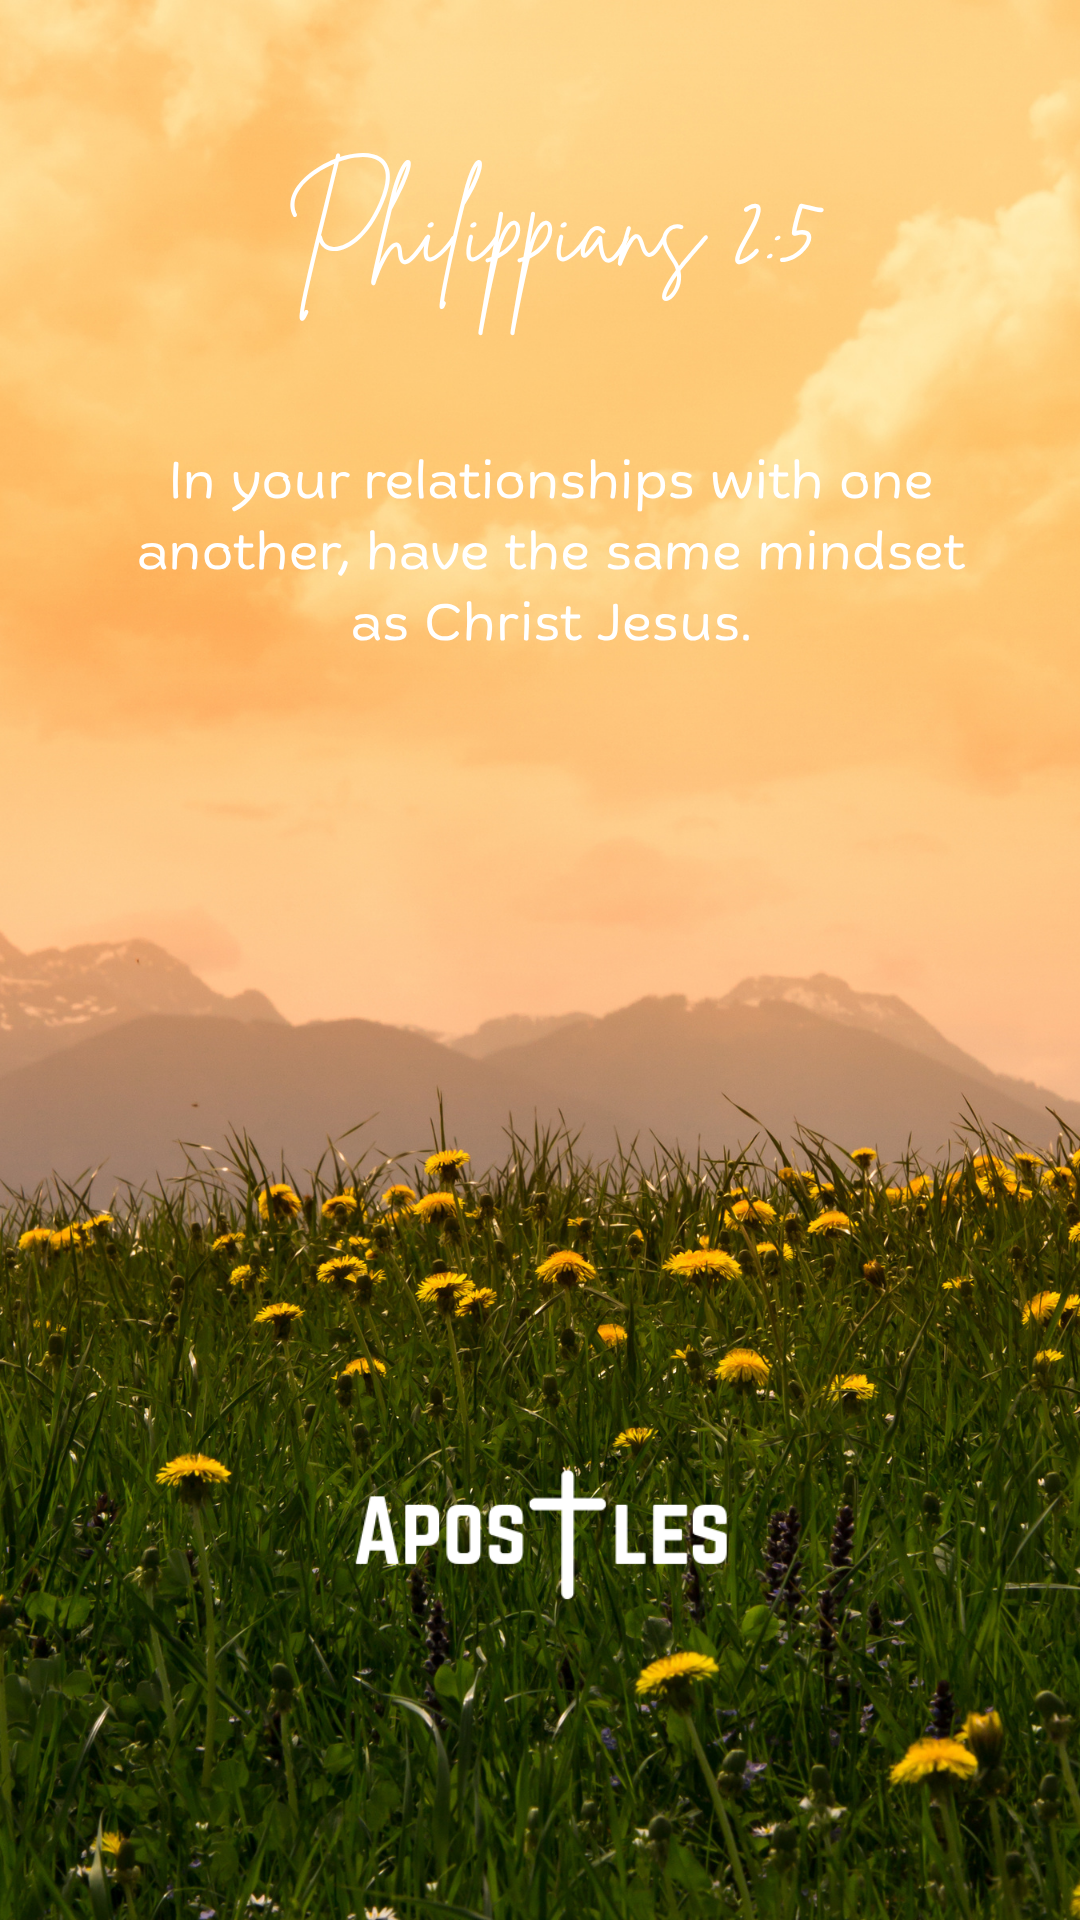 Philippians 2:5
In your relationships with one
another, have the same mindset
as Christ Jesus.
Apostles